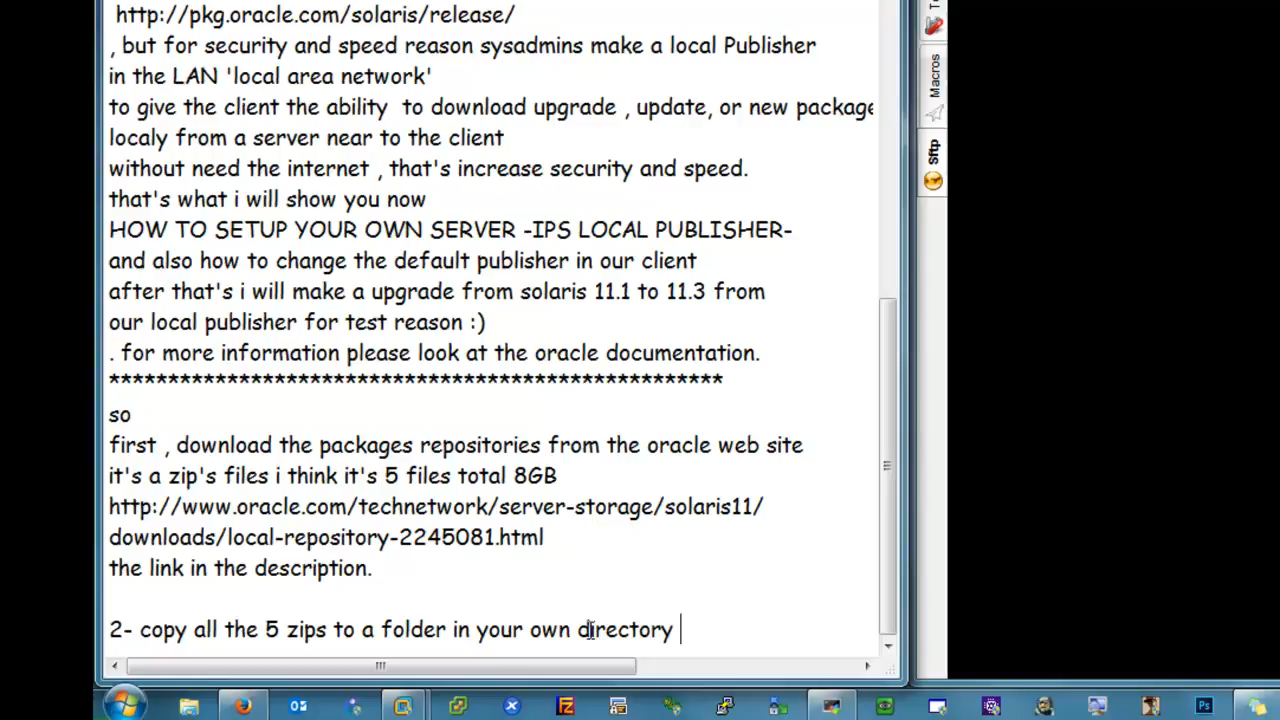 http://pkg.oracle.com/solaris/release/
, but for security and speed reason sysadmins make a local Publisher
in the LAN 'local area network'
to give the client the ability  to download upgrade , update, or new package
localy from a server near to the client
without need the internet , that's increase security and speed.
that's what i will show you now
HOW TO SETUP YOUR OWN SERVER -IPS LOCAL PUBLISHER-
and also how to change the default publisher in our client
after that's i will make a upgrade from solaris 11.1 to 11.3 from
our local publisher for test reason :)
. for more information please look at the oracle documentation.
****************************************************
so
first , download the packages repositories from the oracle web site
it's a zip's files i think it's 5 files total 8GB
http://www.oracle.com/technetwork/server-storage/solaris11/
downloads/local-repository-2245081.html
the link in the description.
2- copy all the 5 zips to a folder in your own directory
Macros
Sftp
Ps